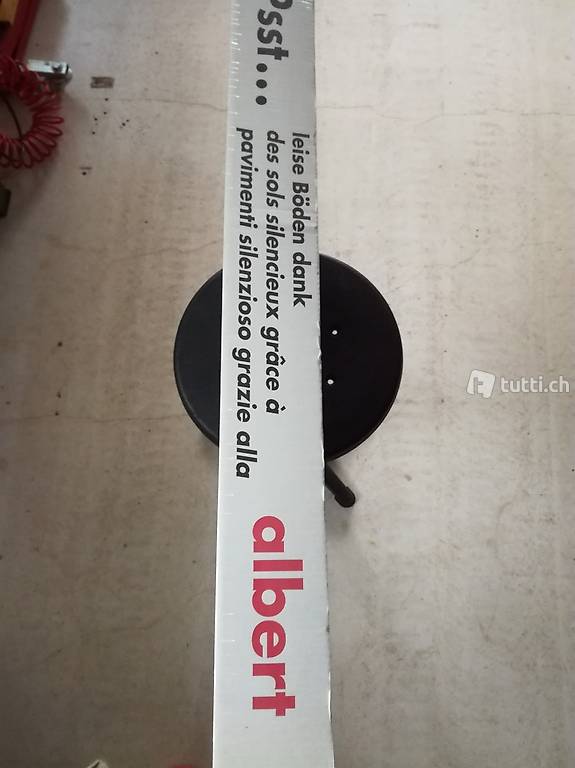 Psst...
leise Böden dank
des sols silencieux grâce à
pavimenti silenzioso grazie alla
albert
tutti.ch